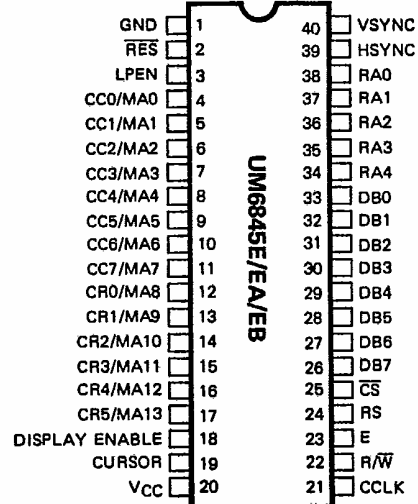 GND 1 40 VSYNC
RES 2 39 HSYNC
LPEN 3 38 RA0
CC0/MA0 4 37 RA1
CC1/MA1 5 36 RA2
CC2/MA2 6 35 RA3
CC3/MA3 7 34 RA4
CC4/MA4 8 33 DB0
CC5/MA5 9 32 DB1
CC6/MA6 10 31 DB2
CC7/MA7 11 30 DB3
CR0/MA8 12 29 DB4
CR1/MA9 13 28 DB5
CR2/MA10 14 27 DB6
CR3/MA11 15 26 DB7
CR4/MA12 16 25 CS
CR5/MA13 17 24 RS
DISPLAY ENABLE 18 23 E
CURSOR 19 22 R/W
VCC 20 21 CCLK
UM6845E/EA/EB